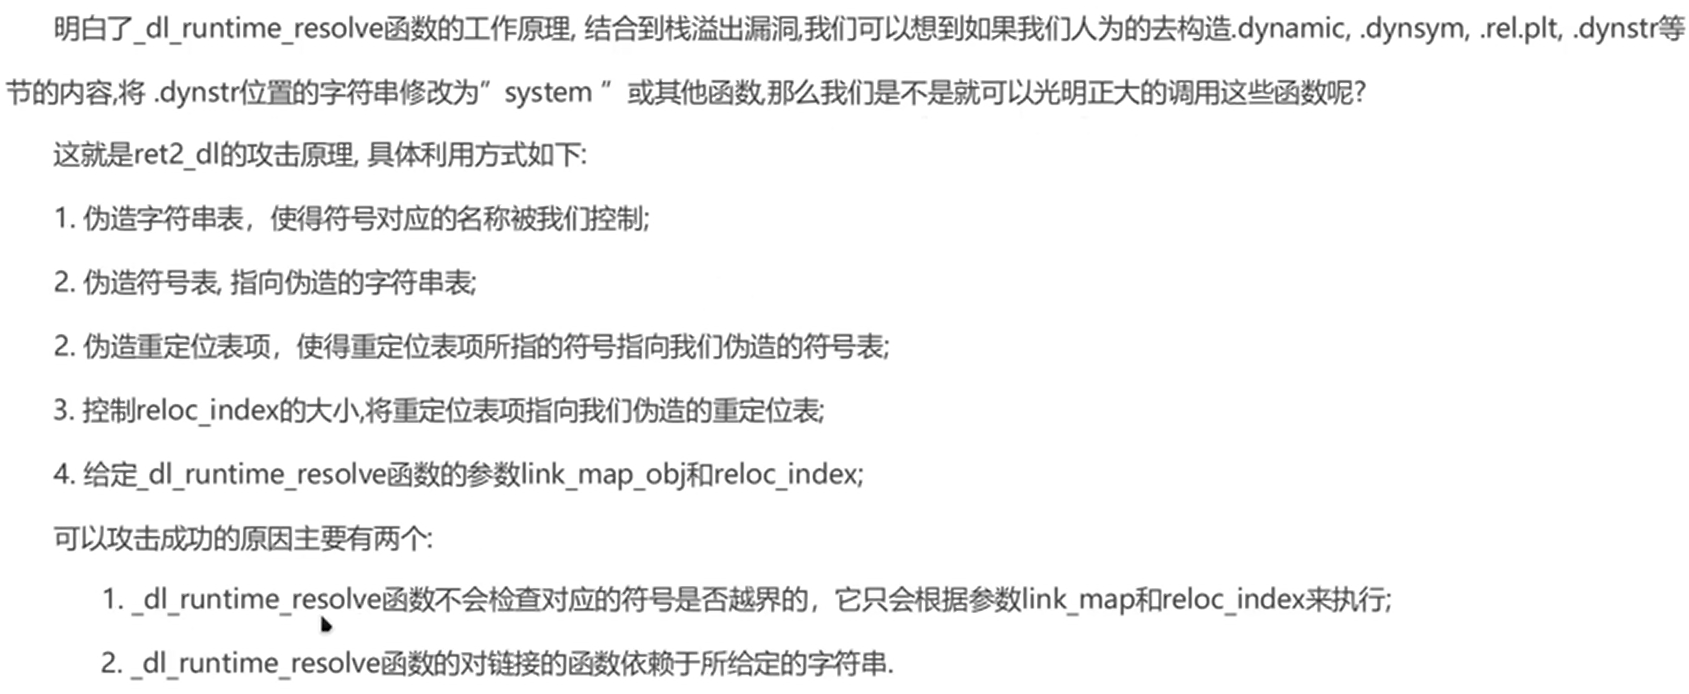 明白了_dl_runtime_resolve函数的工作原理, 结合到栈溢出漏洞,我们可以想到如果我们人为的去构造.dynamic, .dynsym, .rel.plt, .dynstr等
节的内容,将 .dynstr位置的字符串修改为” system ” 或其他函数,那么我们是不是就可以光明正大的调用这些函数呢?
这就是ret2_dl的攻击原理, 具体利用方式如下:
1. 伪造字符串表，使得符号对应的名称被我们控制;
2. 伪造符号表, 指向伪造的字符串表;
2. 伪造重定位表项，使得重定位表项所指的符号指向我们伪造的符号表;
3. 控制reloc_index的大小,将重定位表项指向我们伪造的重定位表;
4. 给定_dl_runtime_resolve函数的参数link_map_obj和reloc_index;
可以攻击成功的原因主要有两个:
1. _dl_runtime_resolve函数不会检查对应的符号是否越界的，它只会根据参数link_map和reloc_index来执行;
2. _dl_runtime_resolve函数的对链接的函数依赖于所给定的字符串.